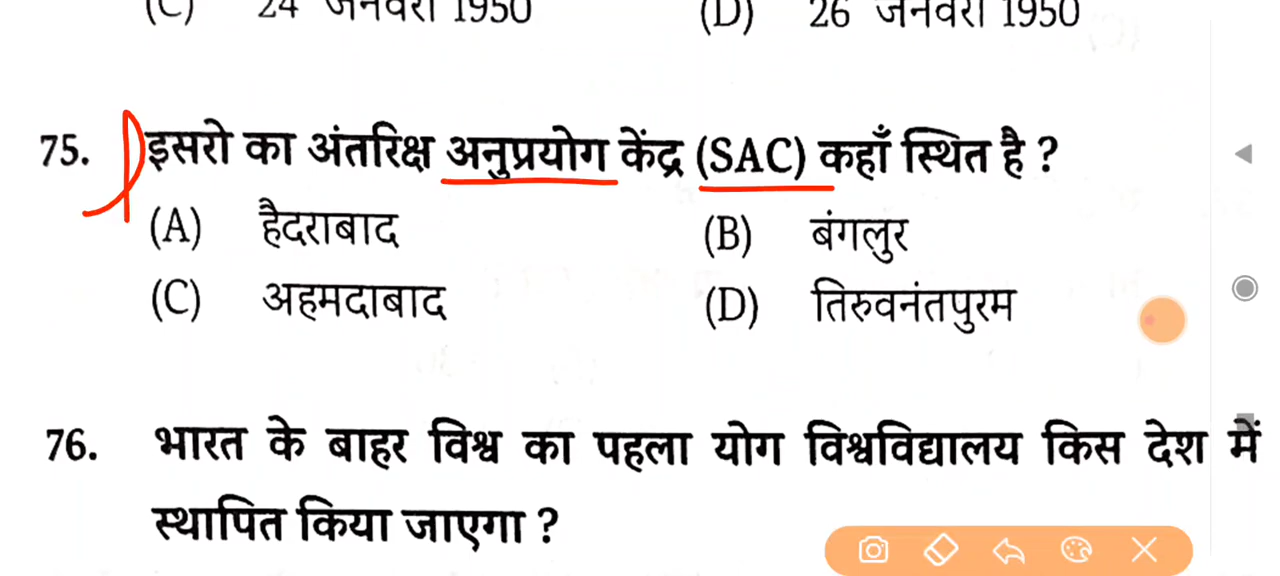 (C) 24 जनवरी 1950 (D) 26 जनवरी 1950
75. इसरो का अंतरिक्ष अनुप्रयोग केंद्र (SAC) कहाँ स्थित है ?
(A) हैदराबाद (B) बंगलुर
(C) अहमदाबाद (D) तिरुवनंतपुरम
76. भारत के बाहर विश्व का पहला योग विश्वविद्यालय किस देश में
स्थापित किया जाएगा ?